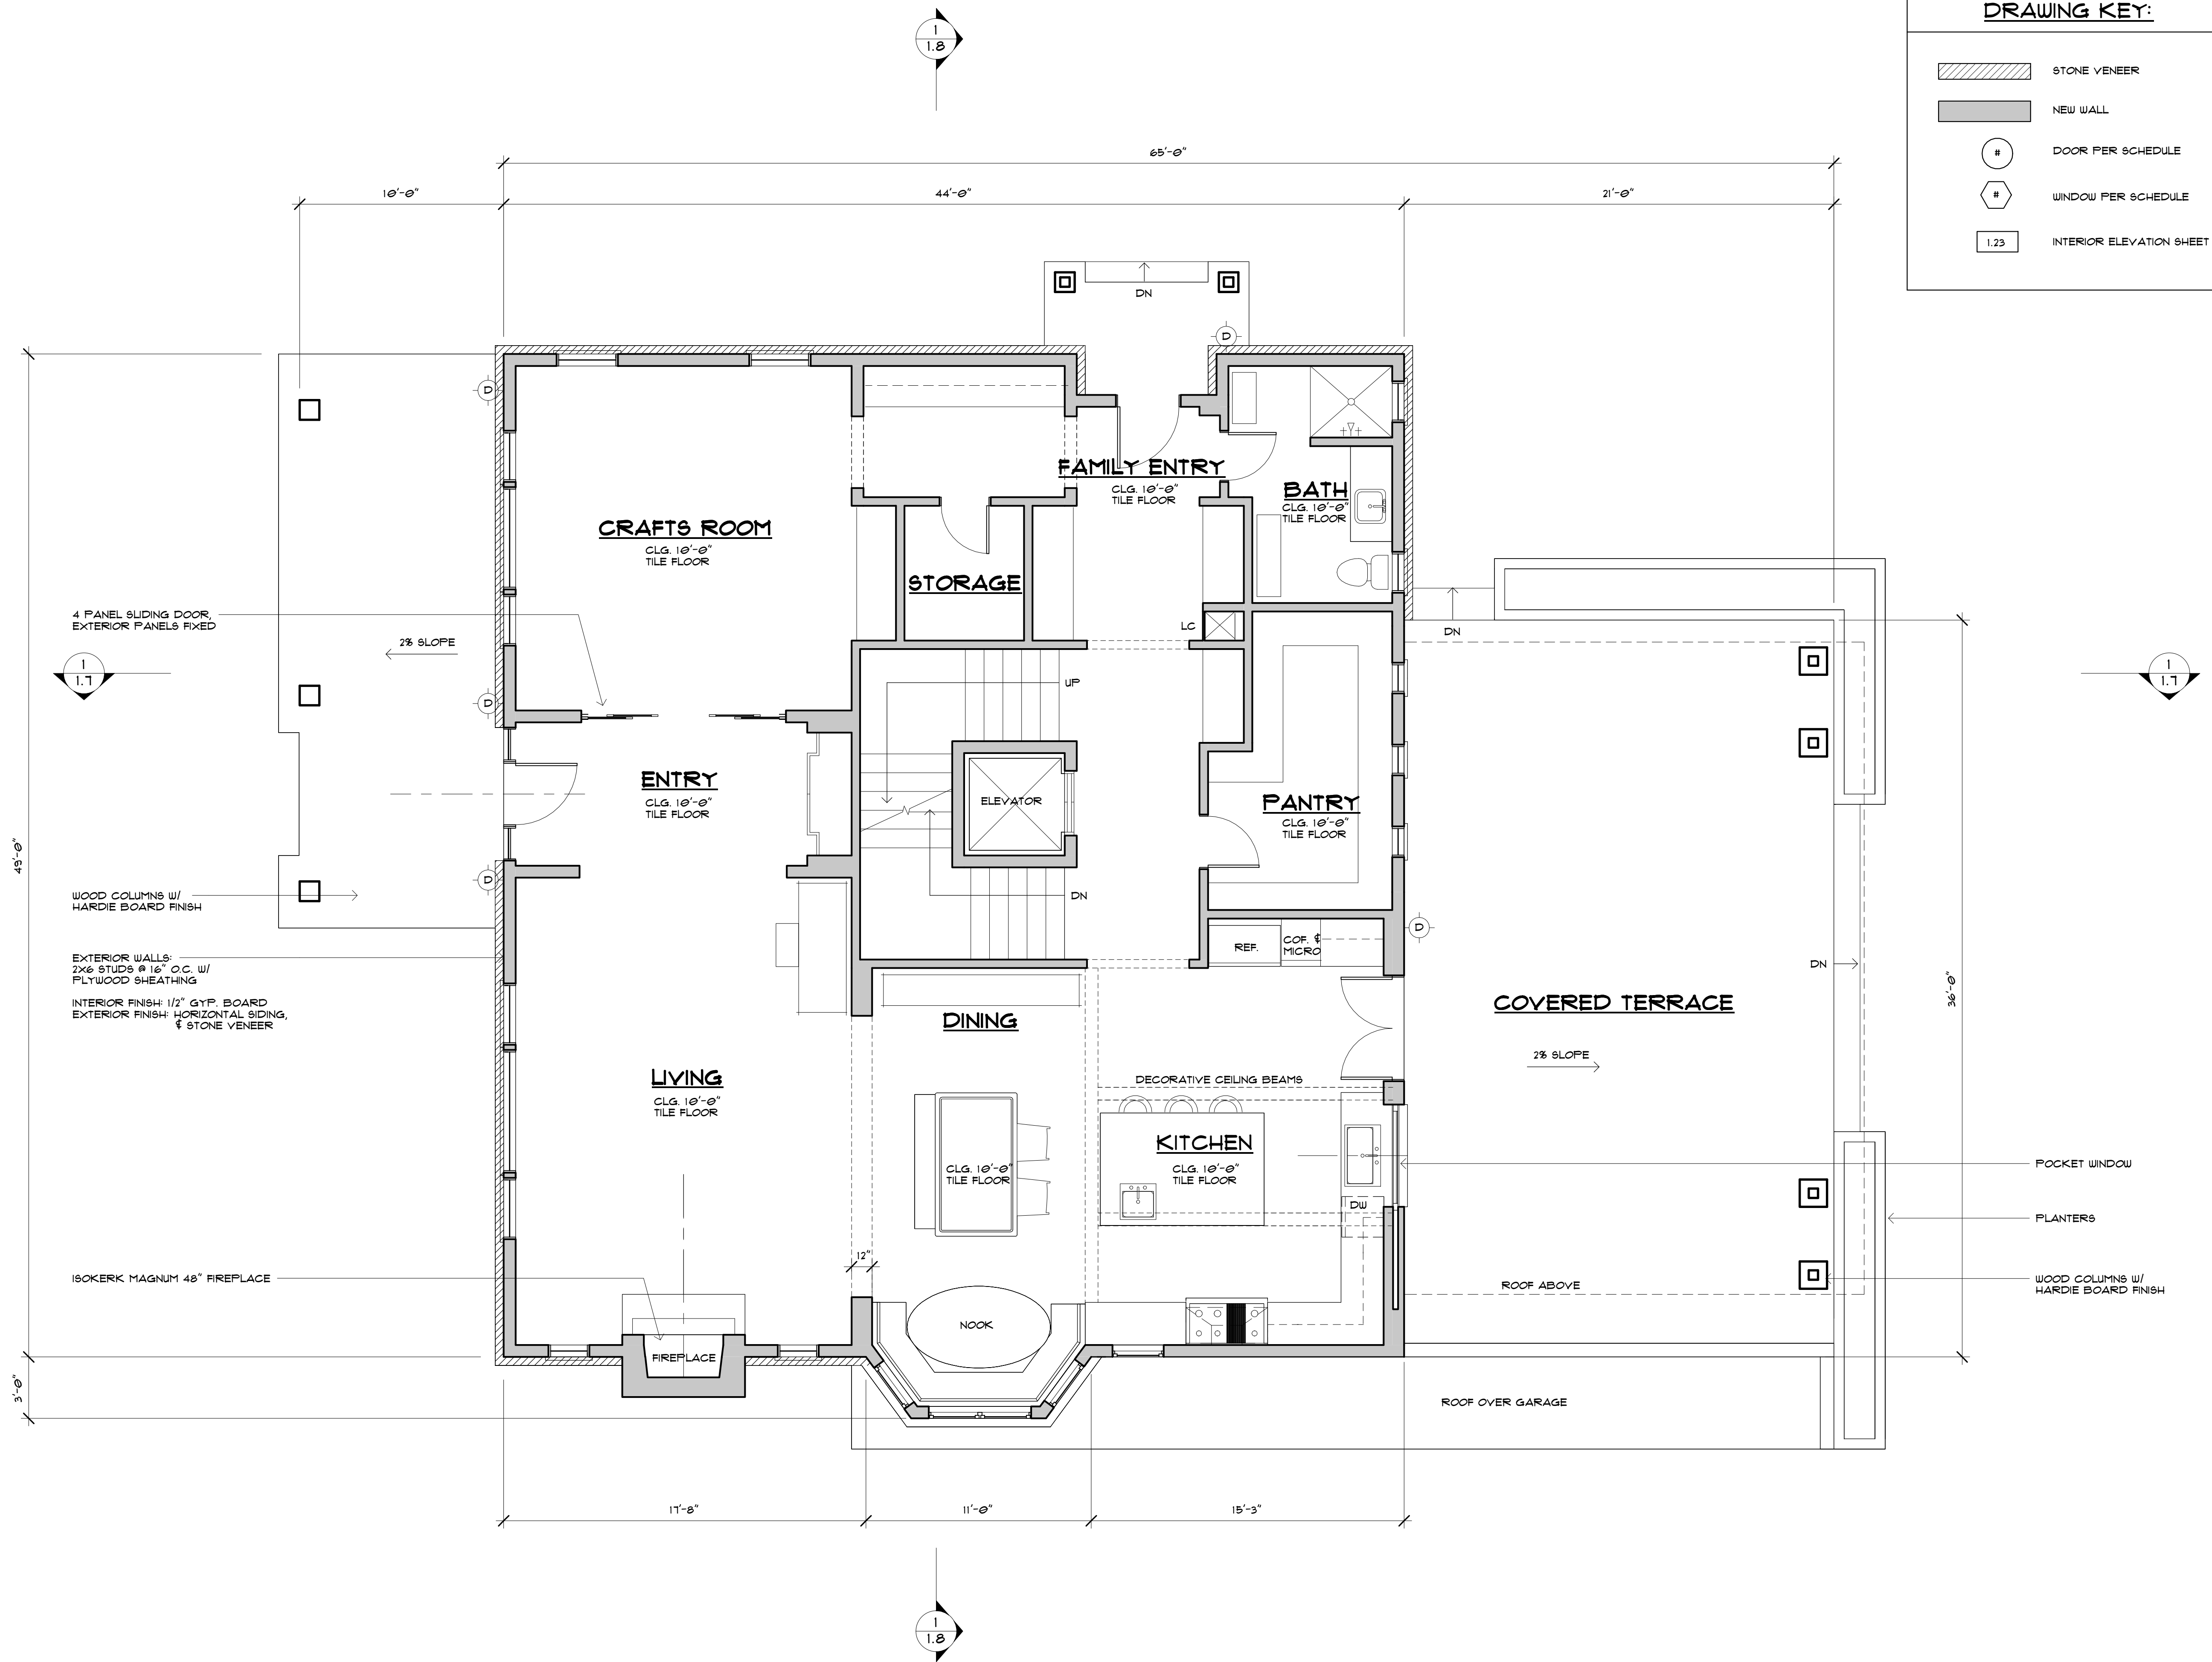 DRAWING KEY:
STONE VENEER
NEW WALL
#
DOOR PER SCHEDULE
#
WINDOW PER SCHEDULE
1.23
INTERIOR ELEVATION SHEET
1
1.8
65'-0"
10'-0"
44'-0"
21'-0"
DN
D
D
FAMILY ENTRY
CLG. 10'-0"
TILE FLOOR
BATH
CLG. 10'-0"
TILE FLOOR
CRAFTS ROOM
CLG. 10'-0"
TILE FLOOR
STORAGE
4 PANEL SLIDING DOOR,
EXTERIOR PANELS FIXED
2% SLOPE
LC
DN
1
1.7
UP
1
1.7
D
ENTRY
CLG. 10'-0"
TILE FLOOR
ELEVATOR
PANTRY
CLG. 10'-0"
TILE FLOOR
49'-0"
D
WOOD COLUMNS W/
HARDIE BOARD FINISH
DN
D
REF.
COF. &
MICRO
EXTERIOR WALLS:
2X6 STUDS @ 16" O.C. W/
PLYWOOD SHEATHING
INTERIOR FINISH: 1/2" GYP. BOARD
EXTERIOR FINISH: HORIZONTAL SIDING,
& STONE VENEER
DN
36'-0"
COVERED TERRACE
2% SLOPE
DINING
LIVING
CLG. 10'-0"
TILE FLOOR
DECORATIVE CEILING BEAMS
KITCHEN
CLG. 10'-0"
TILE FLOOR
CLG. 10'-0"
TILE FLOOR
DW
POCKET WINDOW
PLANTERS
12"
ISOKERK MAGNUM 48" FIREPLACE
ROOF ABOVE
WOOD COLUMNS W/
HARDIE BOARD FINISH
NOOK
FIREPLACE
3'-0"
ROOF OVER GARAGE
17'-8"
11'-0"
15'-3"
1
1.8